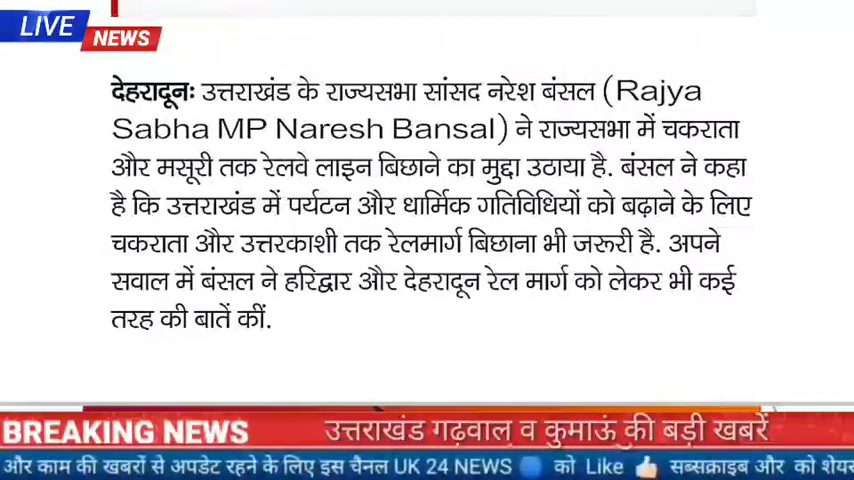 LIVE
NEWS
देहरादूनः उत्तराखंड के राज्यसभा सांसद नरेश बंसल (Rajya
Sabha MP Naresh Bansal) ने राज्यसभा में चकराता
और मसूरी तक रेलवे लाइन बिछाने का मुद्दा उठाया है. बंसल ने कहा
है कि उत्तराखंड में पर्यटन और धार्मिक गतिविधियों को बढ़ाने के लिए
चकराता और उत्तरकाशी तक रेलमार्ग बिछाना भी जरूरी है. अपने
सवाल में बंसल ने हरिद्वार और देहरादून रेल मार्ग को लेकर भी कई
तरह की बातें कीं.
BREAKING NEWS उत्तराखंड गढ़वाल व कुमाऊं की बड़ी खबरें
और काम की खबरों से अपडेट रहने के लिए इस चैनल UK 24 NEWS 🔵 को Like 👍🏻 सब्सक्राइब और को शेयर